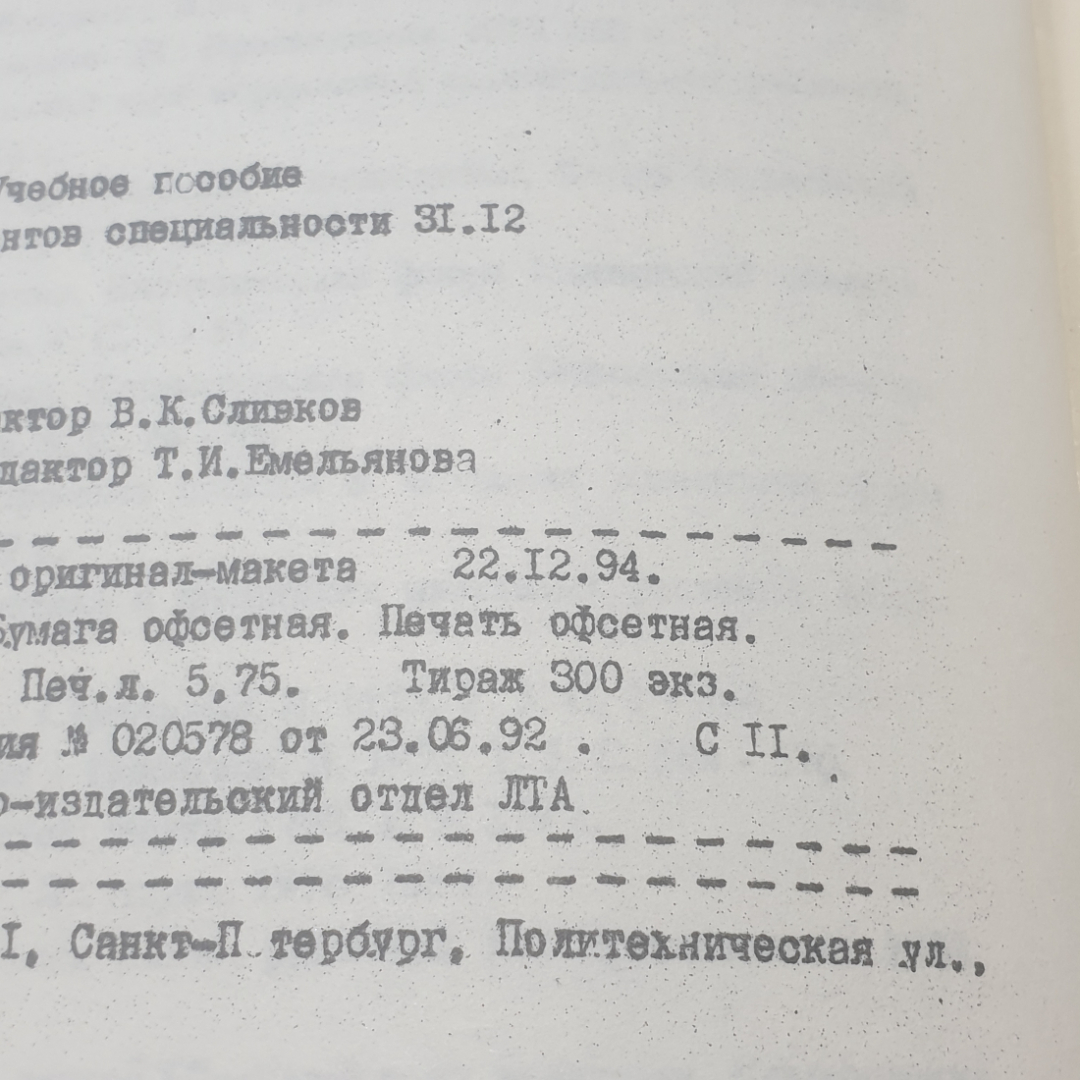 Учебное пособие
нтов специальности 31.12
ктор В.К.Сливков
дактор Т.И.Емельянова
оригинал-макета 22.12.94.
Бумага офсетная. Печать офсетная.
Печ.л. 5,75. Тираж 300 экз.
ия № 020578 от 23.06.92 . С II.
о-издательский отдел ЛТА.
I, Санкт-П тербург, Политехническая ул.,